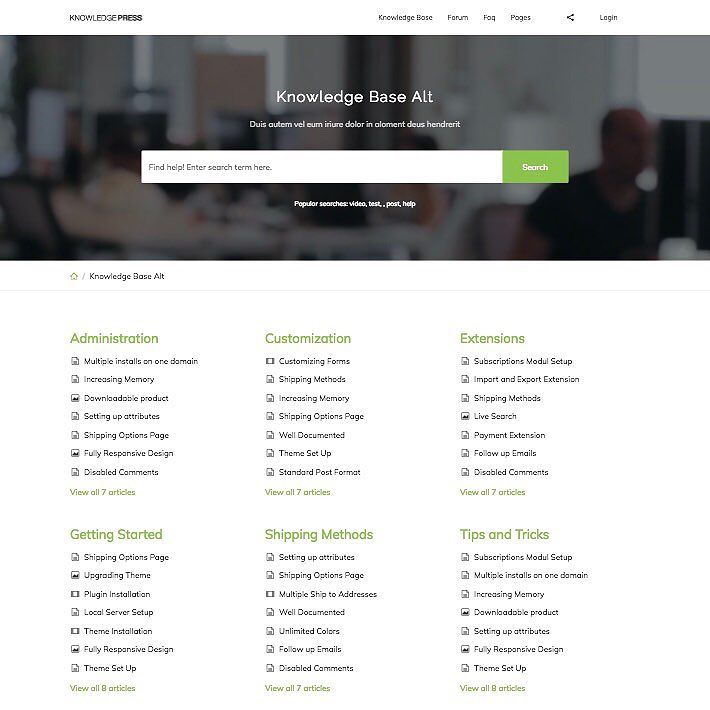 KNOWLEDGEPRESS
Knowledge Base Forum Faq Pages Login
Knowledge Base Alt
Duis autem vel eum iriure dolor in aloment deus hendrerit
Find help! Enter search term here.
Search
Popular searches: video, test, , post, help
/ Knowledge Base Alt
Administration
Multiple installs on one domain
Increasing Memory
Downloadable product
Setting up attributes
Shipping Options Page
Fully Responsive Design
Disabled Comments
View all 7 articles
Customization
Customizing Forms
Shipping Methods
Increasing Memory
Shipping Options Page
Well Documented
Theme Set Up
Standard Post Format
View all 7 articles
Extensions
Subscriptions Modul Setup
Import and Export Extension
Shipping Methods
Live Search
Payment Extension
Follow up Emails
Disabled Comments
View all 7 articles
Getting Started
Shipping Options Page
Upgrading Theme
Plugin Installation
Local Server Setup
Theme Installation
Fully Responsive Design
Theme Set Up
View all 8 articles
Shipping Methods
Setting up attributes
Shipping Options Page
Multiple Ship to Addresses
Well Documented
Unlimited Colors
Follow up Emails
Disabled Comments
View all 7 articles
Tips and Tricks
Subscriptions Modul Setup
Multiple installs on one domain
Increasing Memory
Downloadable product
Setting up attributes
Fully Responsive Design
Theme Set Up
View all 8 articles